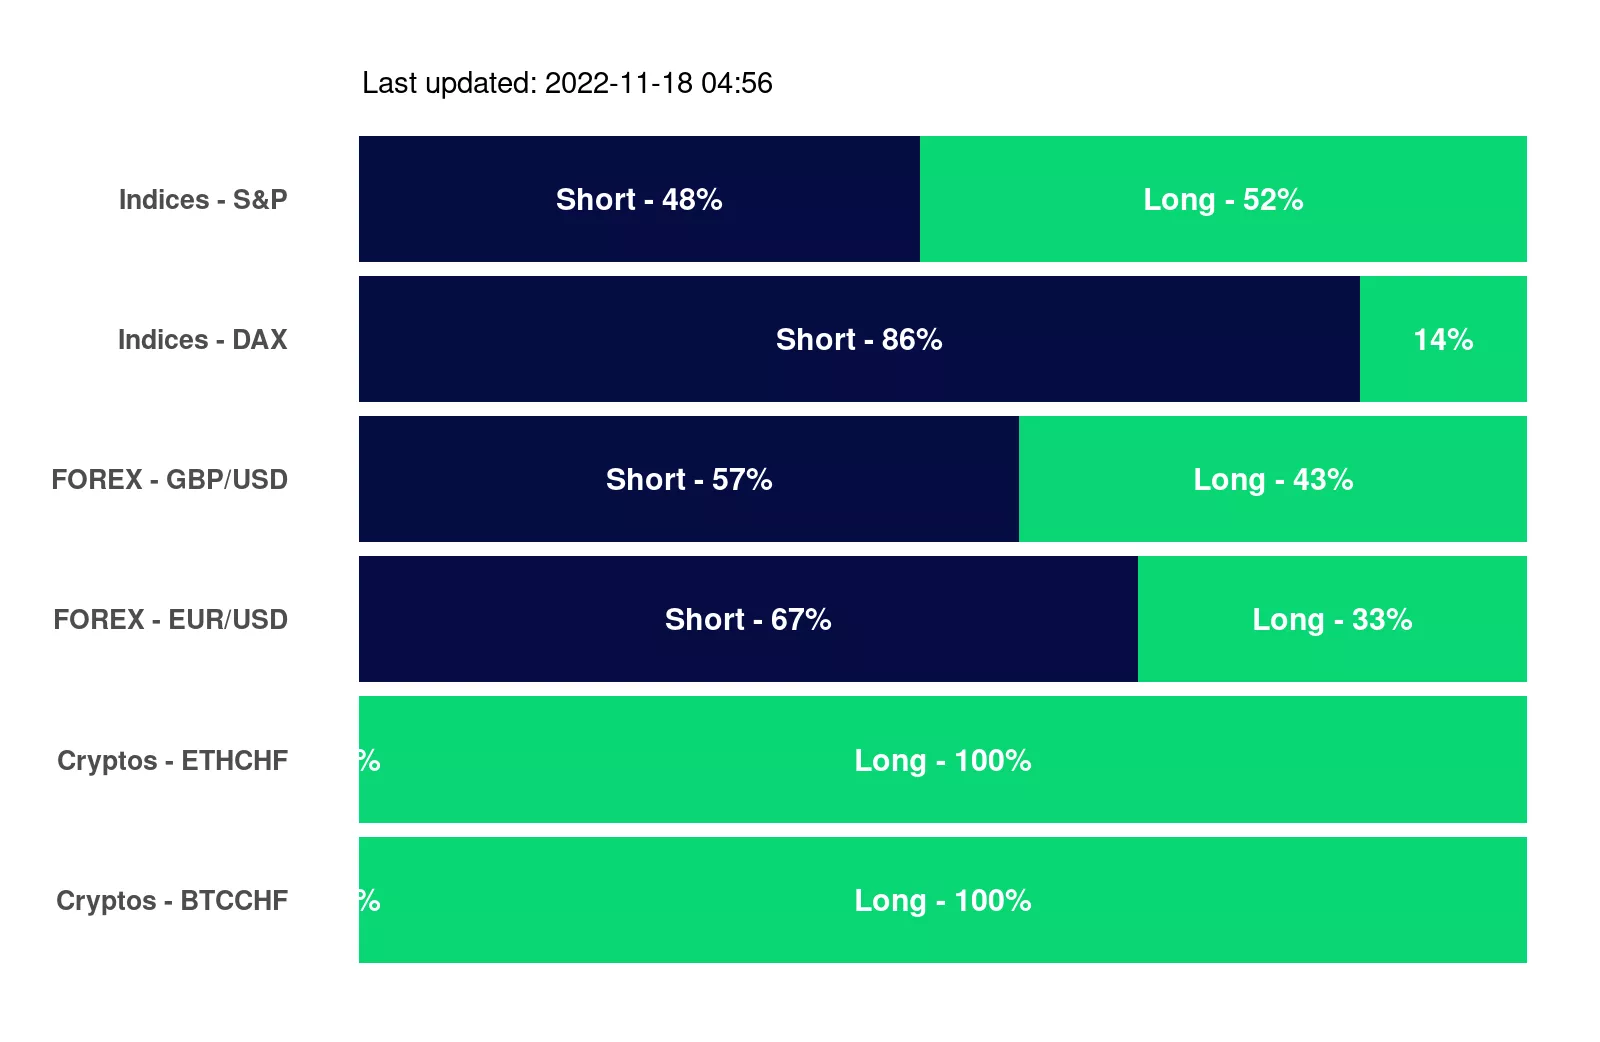 Last updated: 2022-11-18 04:56
Indices - S&P Short - 48% Long - 52%
Indices - DAX Short - 86% 14%
FOREX - GBP/USD Short - 57% Long - 43%
FOREX - EUR/USD Short - 67% Long - 33%
Cryptos - ETHCHF % Long - 100%
Cryptos - BTCCHF % Long - 100%